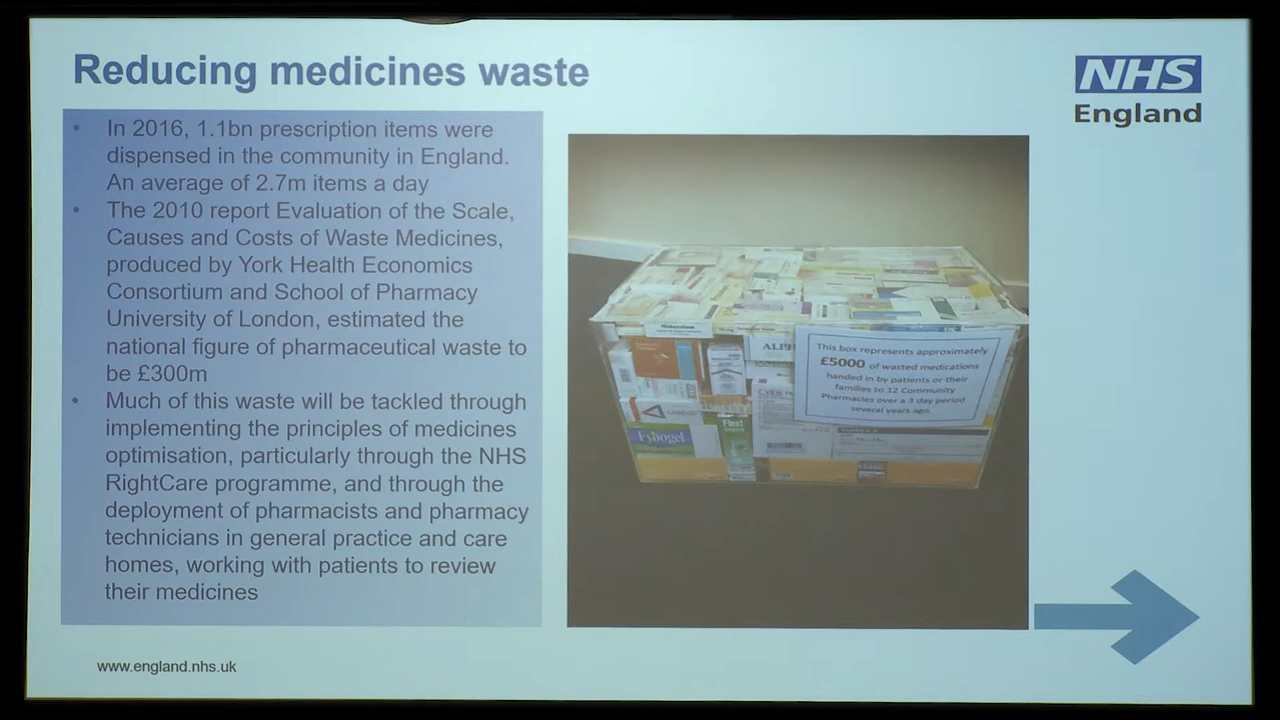 Reducing medicines waste
NHS
England
• In 2016, 1.1bn prescription items were
dispensed in the community in England.
An average of 2.7m items a day
• The 2010 report Evaluation of the Scale,
Causes and Costs of Waste Medicines,
produced by York Health Economics
Consortium and School of Pharmacy
University of London, estimated the
national figure of pharmaceutical waste to
be £300m
• Much of this waste will be tackled through
implementing the principles of medicines
optimisation, particularly through the NHS
RightCare programme, and through the
deployment of pharmacists and pharmacy
technicians in general practice and care
homes, working with patients to review
their medicines
This box represents approximately
£5000 of wasted medications
handed in by patients or their
families to 12 Community
Pharmacies over a 3 day period
several years ago.
ALPH
Fybogel
Fleet
www.england.nhs.uk